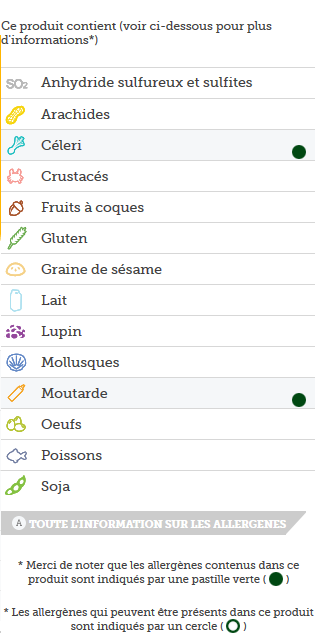 Ce produit contient (voir ci-dessous pour plus
d'informations*)
SO2 Anhydride sulfureux et sulfites
Arachides
Céleri
Crustacés
Fruits à coques
Gluten
Graine de sésame
Lait
Lupin
Mollusques
Moutarde
Oeufs
Poissons
Soja
A TOUTE L'INFORMATION SUR LES ALLERGENES
* Merci de noter que les allergènes contenus dans ce
produit sont indiqués par une pastille verte ( )
* Les allergènes qui peuvent être présents dans ce produit
sont indiqués par un cercle ( )